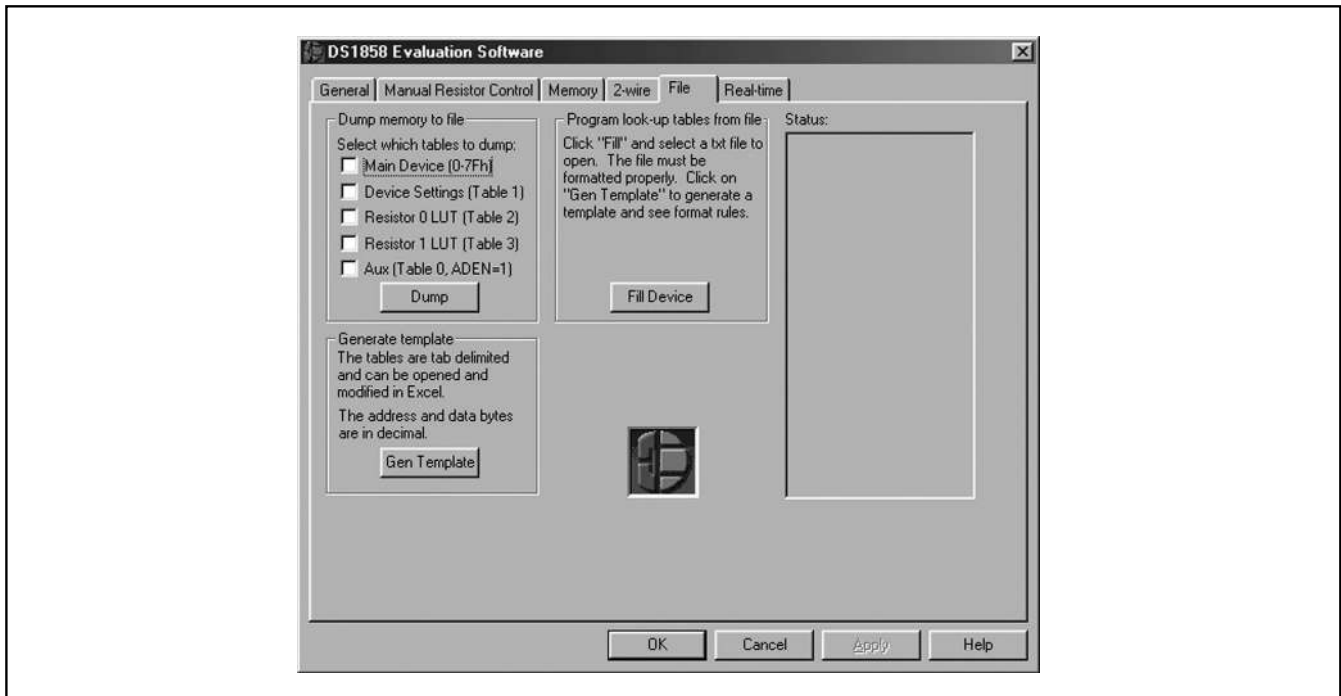 DS1858 Evaluation Software
General
Manual Resistor Control
Memory
2-wire
File
Real-time
Dump memory to file
Select which tables to dump:
Main Device (0-7Fh)
Device Settings (Table 1)
Resistor 0 LUT (Table 2)
Resistor 1 LUT (Table 3)
Aux (Table 0, ADEN=1)
Dump
Program look-up tables from file
Click "Fill" and select a txt file to
open. The file must be
formatted properly. Click on
"Gen Template" to generate a
template and see format rules.
Fill Device
Status:
Generate template
The tables are tab delimited
and can be opened and
modified in Excel.
The address and data bytes
are in decimal.
Gen Template
OK
Cancel
Apply
Help